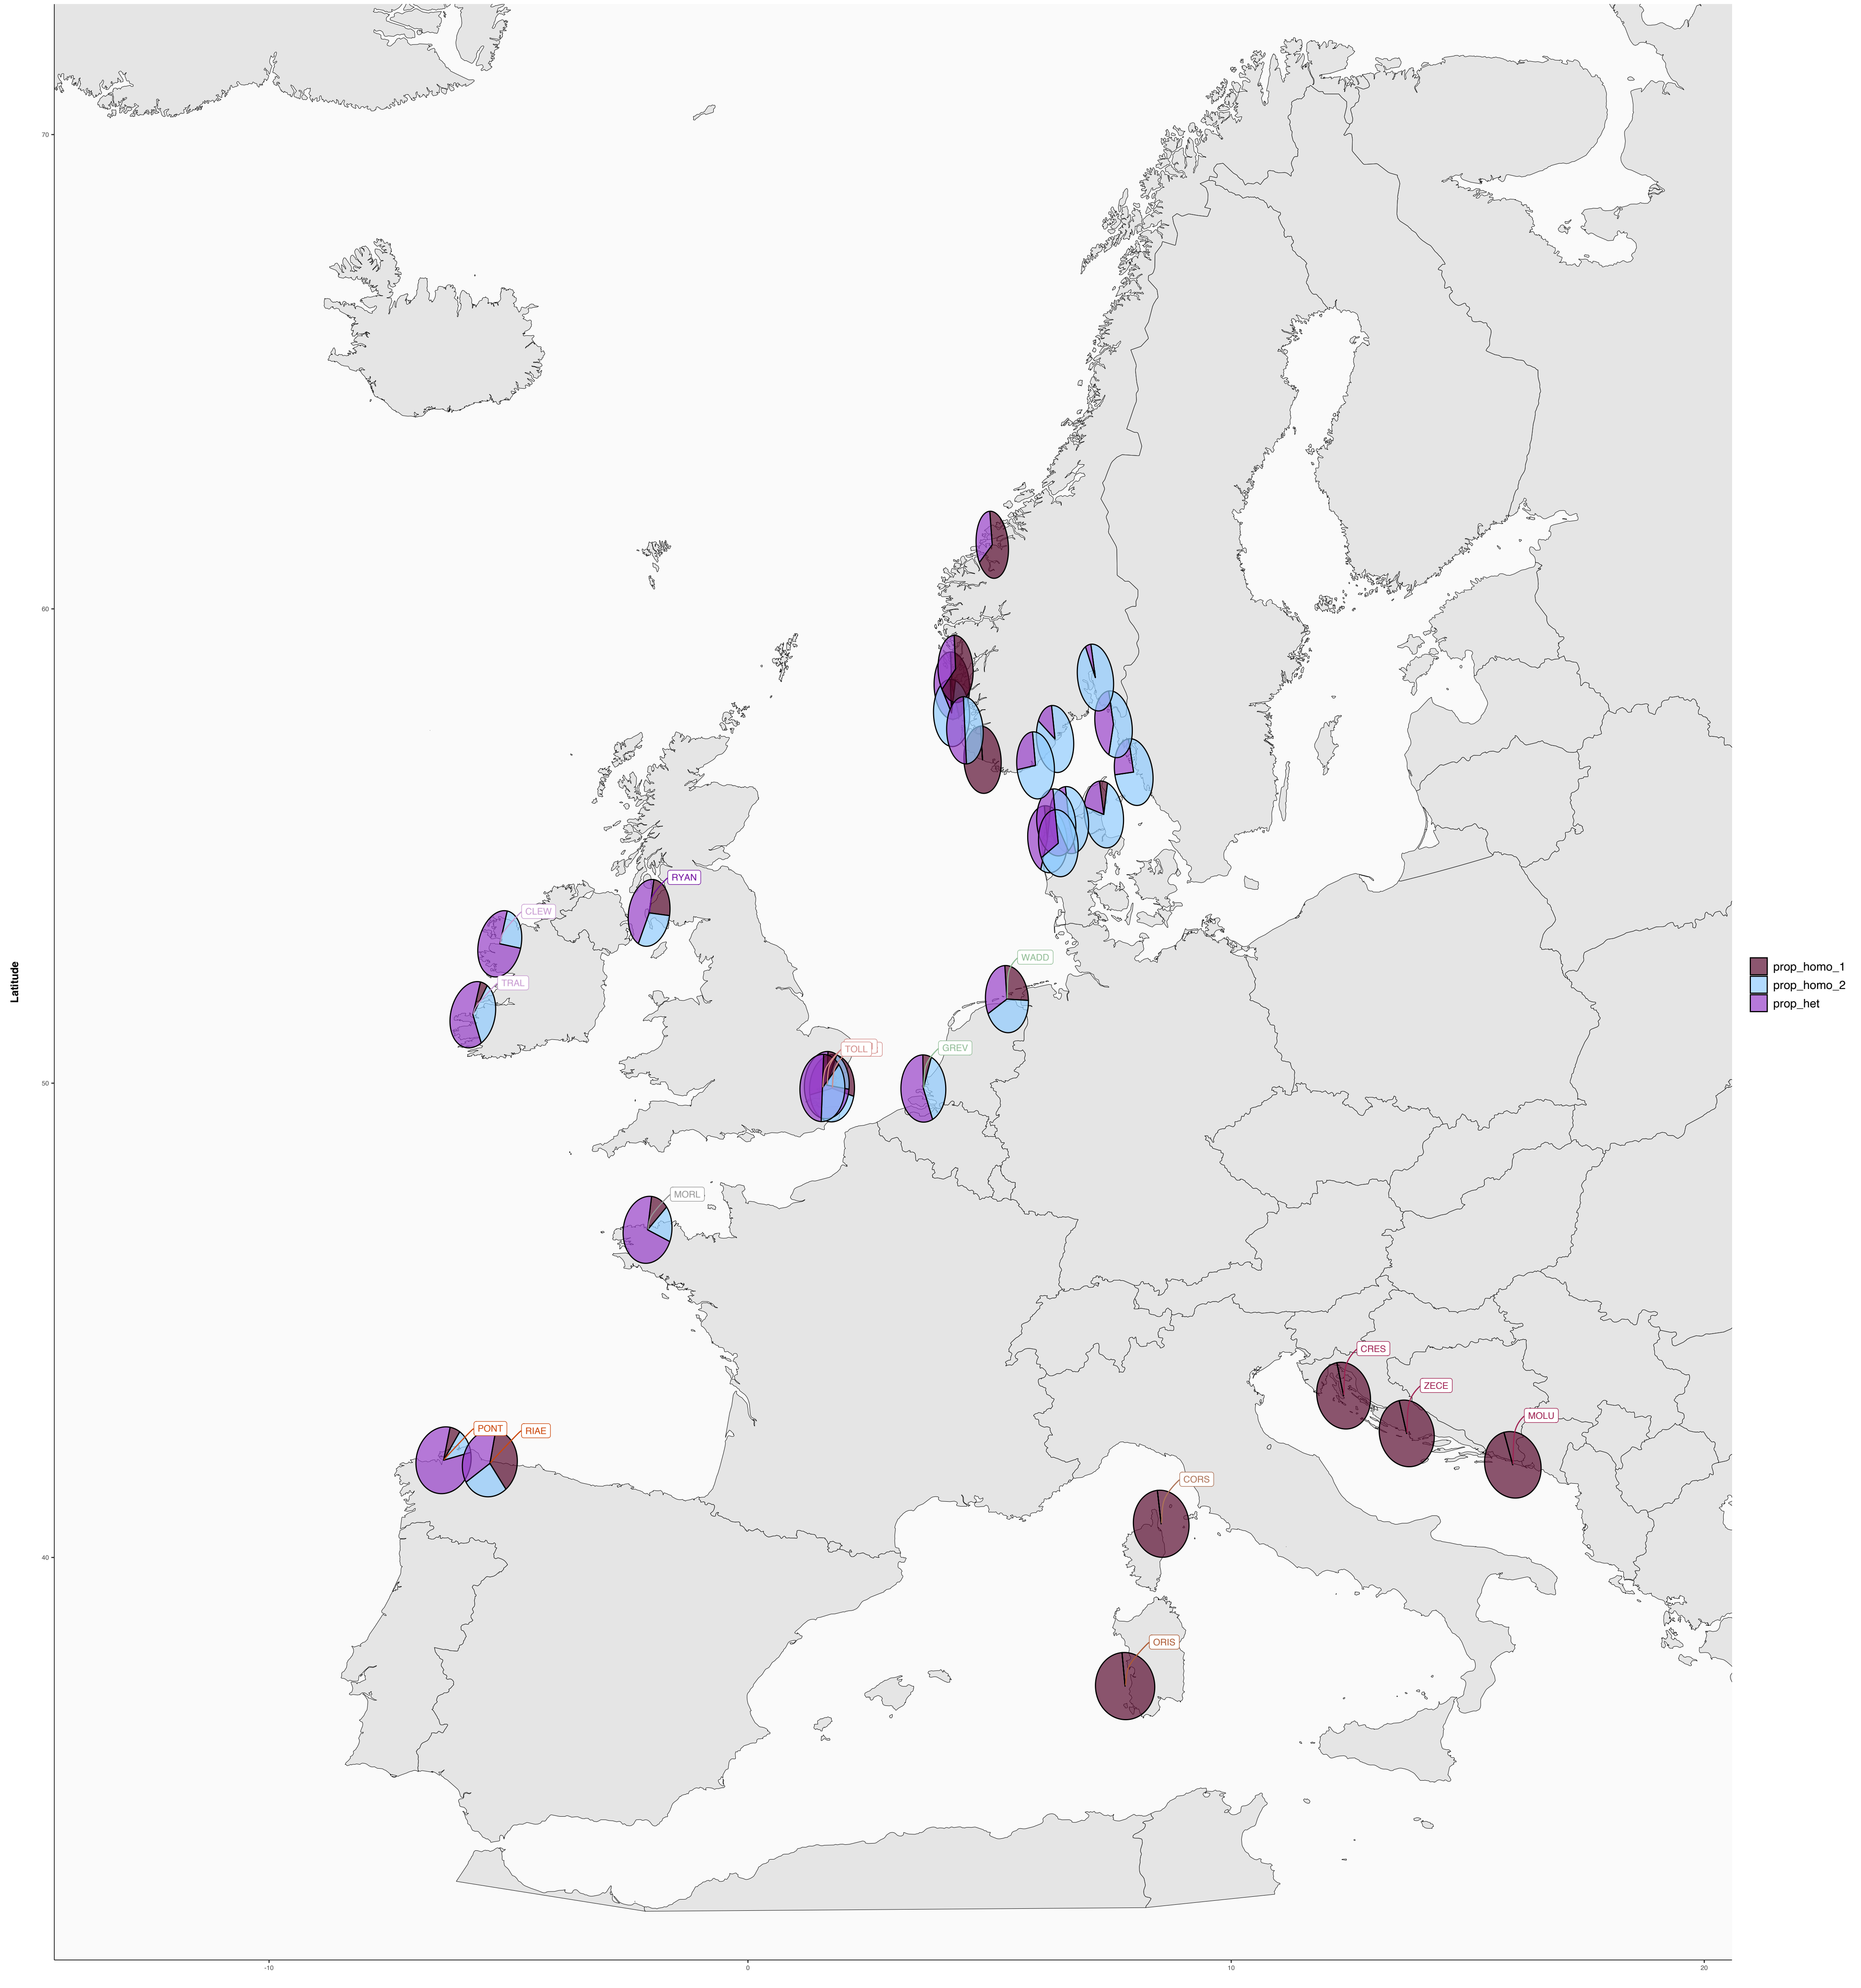 70
60
50
40
Latitude
-10
0
10
20
RYAN
CLEW
TRAL
WADD
TOLL
GREV
MORL
CRES
ZECE
MOLU
PONT
RIAE
CORS
ORIS
prop_homo_1
prop_homo_2
prop_het